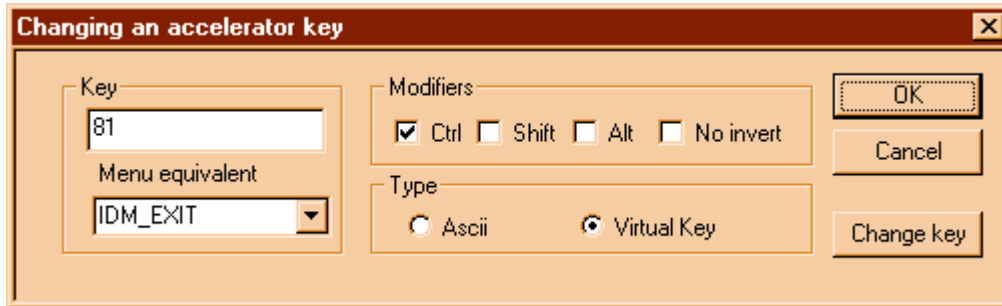 Changing an accelerator key
Key
81
Menu equivalent
IDM_EXIT
Modifiers
Ctrl Shift Alt No invert
Type
Ascii Virtual Key
OK
Cancel
Change key